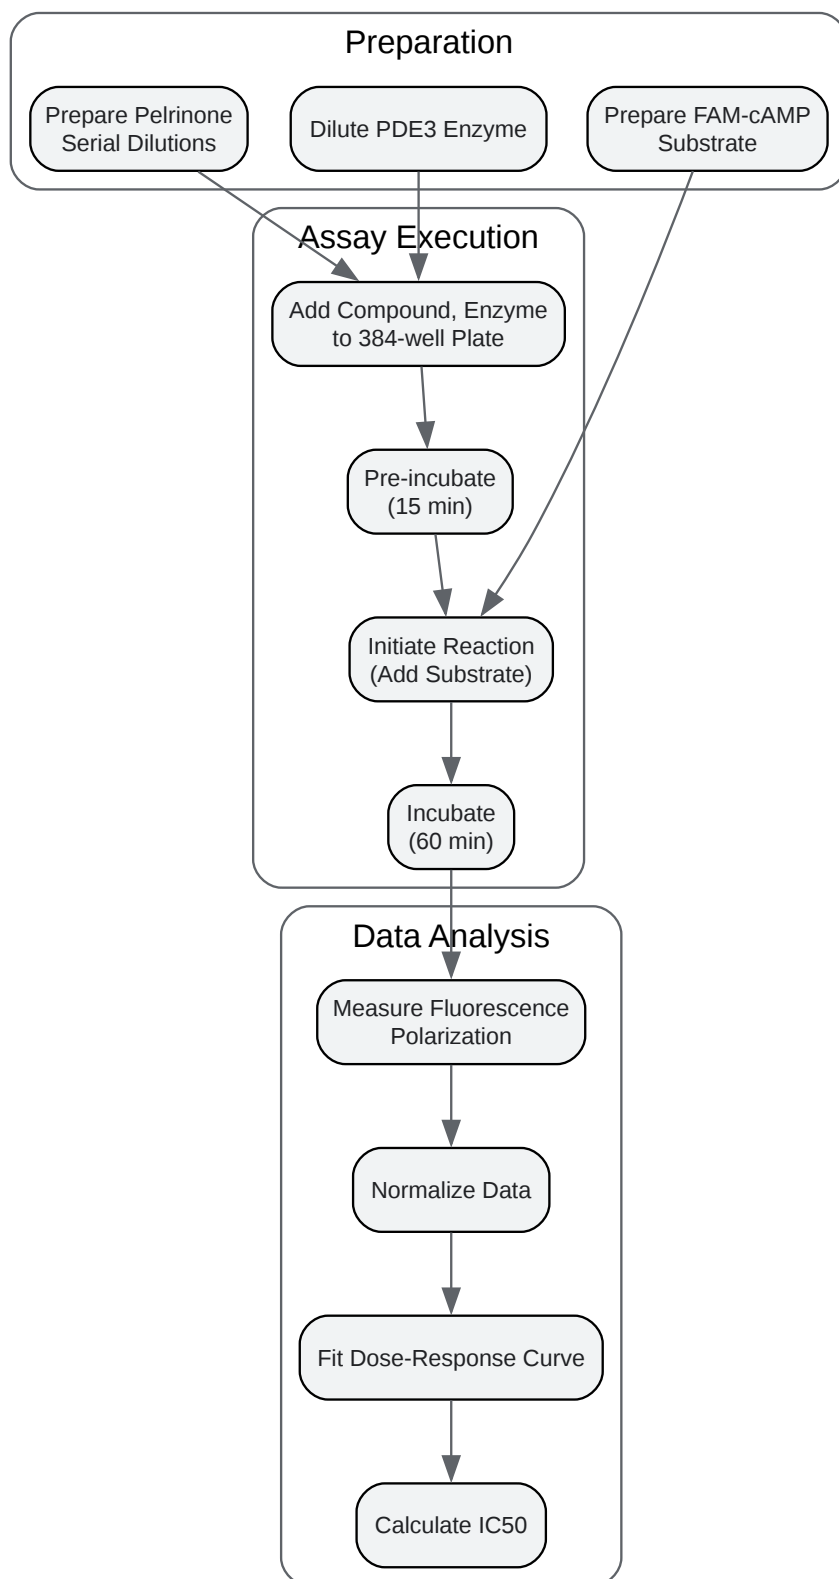 Preparation
Prepare Pelrinone
Serial Dilutions
Dilute PDE3 Enzyme
Prepare FAM-cAMP
Substrate
Assay Execution
Add Compound, Enzyme
to 384-well Plate
Pre-incubate
(15 min)
Initiate Reaction
(Add Substrate)
Incubate
(60 min)
Data Analysis
Measure Fluorescence
Polarization
Normalize Data
Fit Dose-Response Curve
Calculate IC50